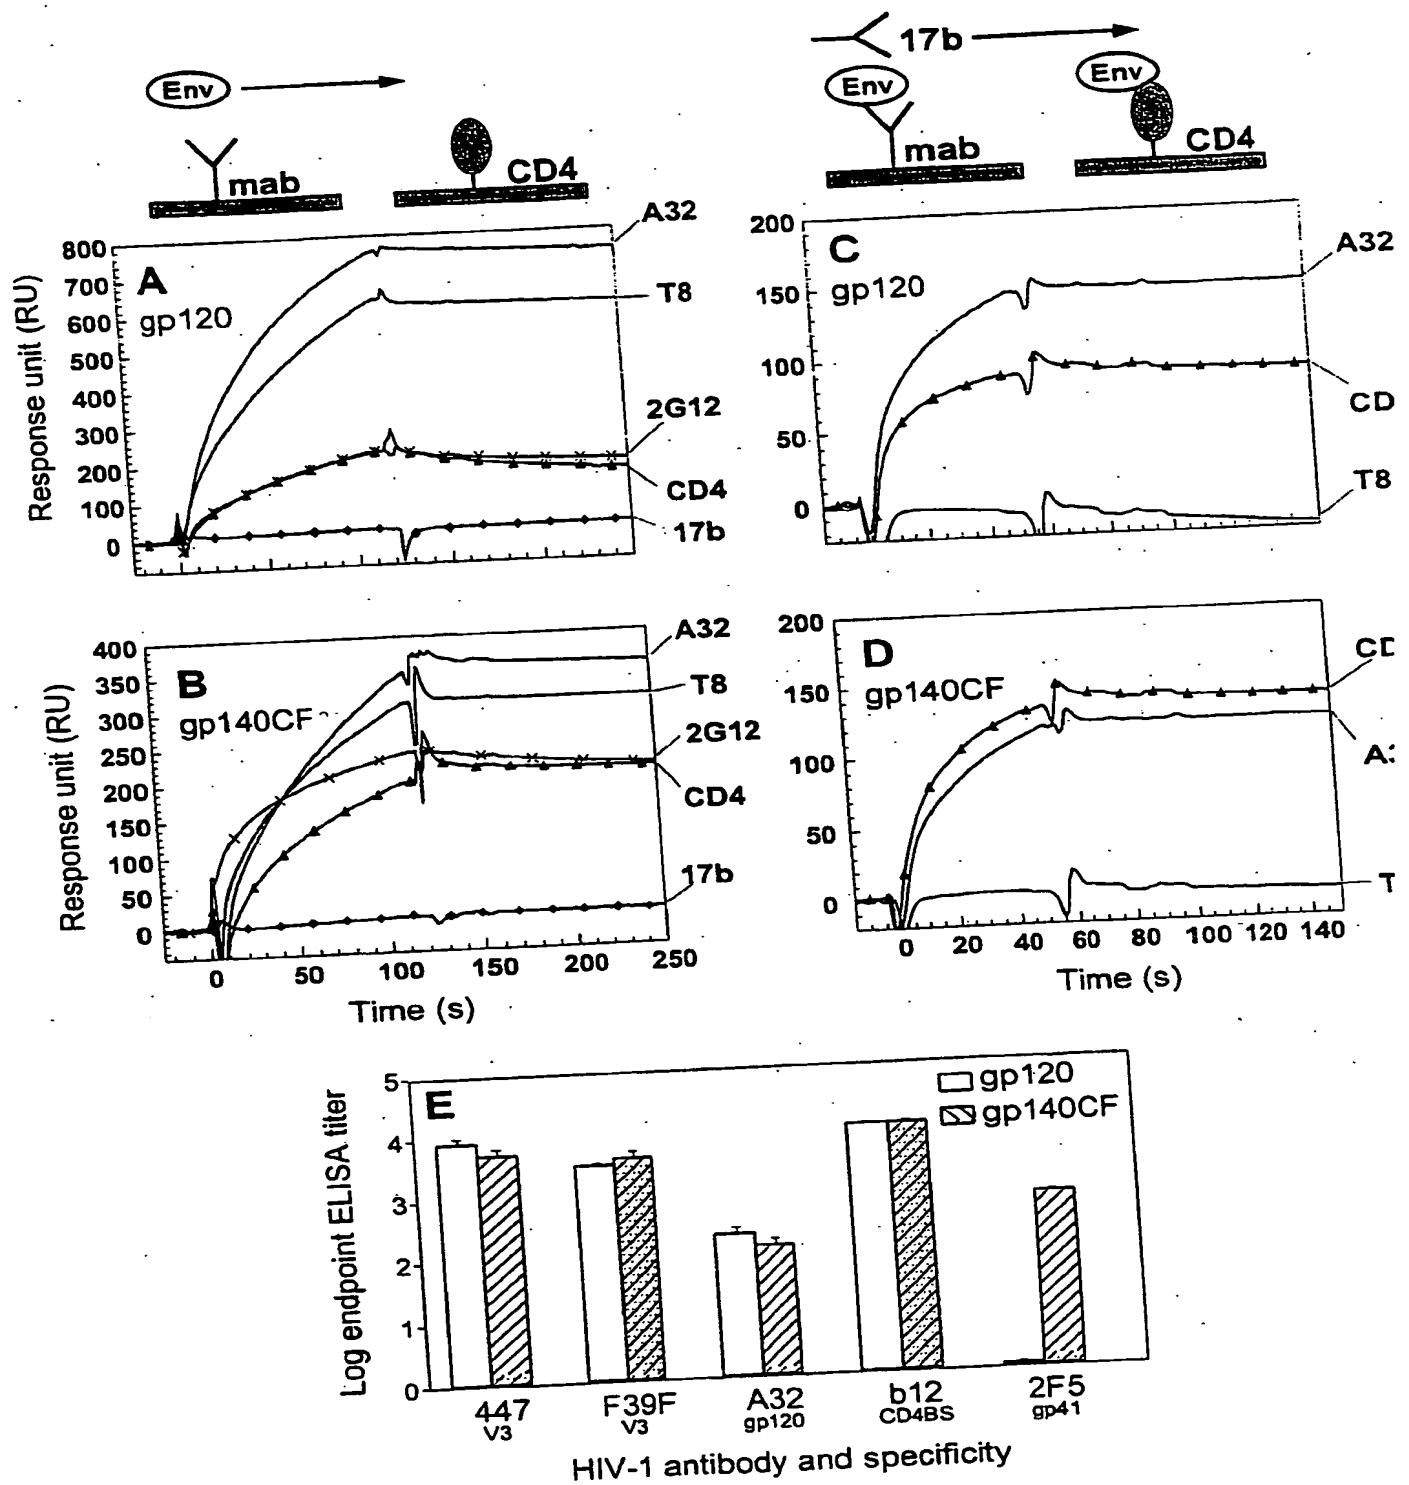 Env
mab
CD4
17b
Env
mab
Env
CD4
A
gp120
Response unit (RU)
800
700
600
500
400
300
200
100
0
A32
T8
2G12
CD4
17b
C
gp120
200
150
100
50
0
A32
CD
T8
B
gp140CF
Response unit (RU)
400
350
300
250
200
150
100
50
0
A32
T8
2G12
CD4
17b
0 50 100 150 200 250
Time (s)
D
gp140CF
200
150
100
50
0
CD
T
0 20 40 60 80 100 120 140
Time (s)
E
gp120
gp140CF
Log endpoint ELISA titer
5
4
3
2
1
0
447 F39F A32 b12 2F5
V3 V3 gp120 CD4BS gp41
HIV-1 antibody and specificity